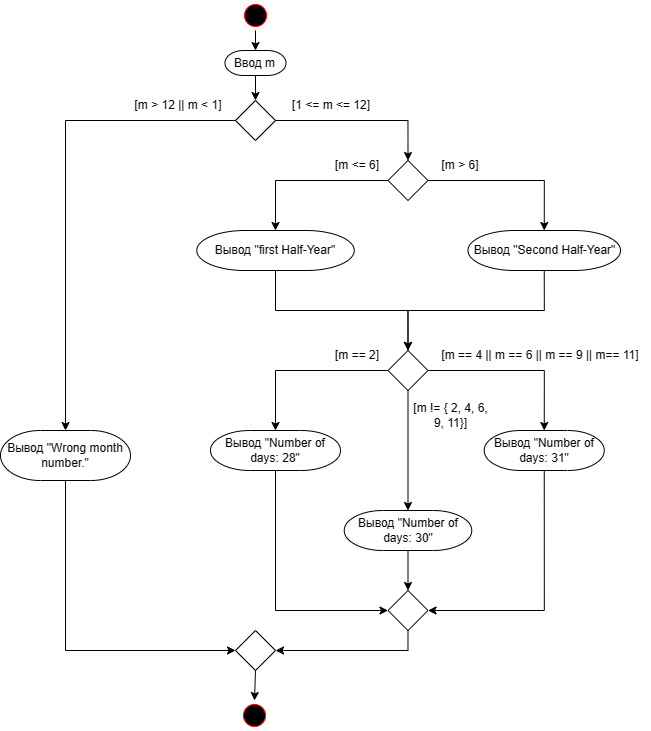 Ввод m
[m > 12 || m < 1]
[1 <= m <= 12]
[m <= 6]
[m > 6]
Вывод "first Half-Year"
Вывод "Second Half-Year"
[m == 2]
[m == 4 || m == 6 || m == 9 || m== 11]
[m != { 2, 4, 6,
9, 11}]
Вывод "Wrong month
number."
Вывод "Number of
days: 28"
Вывод "Number of
days: 31"
Вывод "Number of
days: 30"